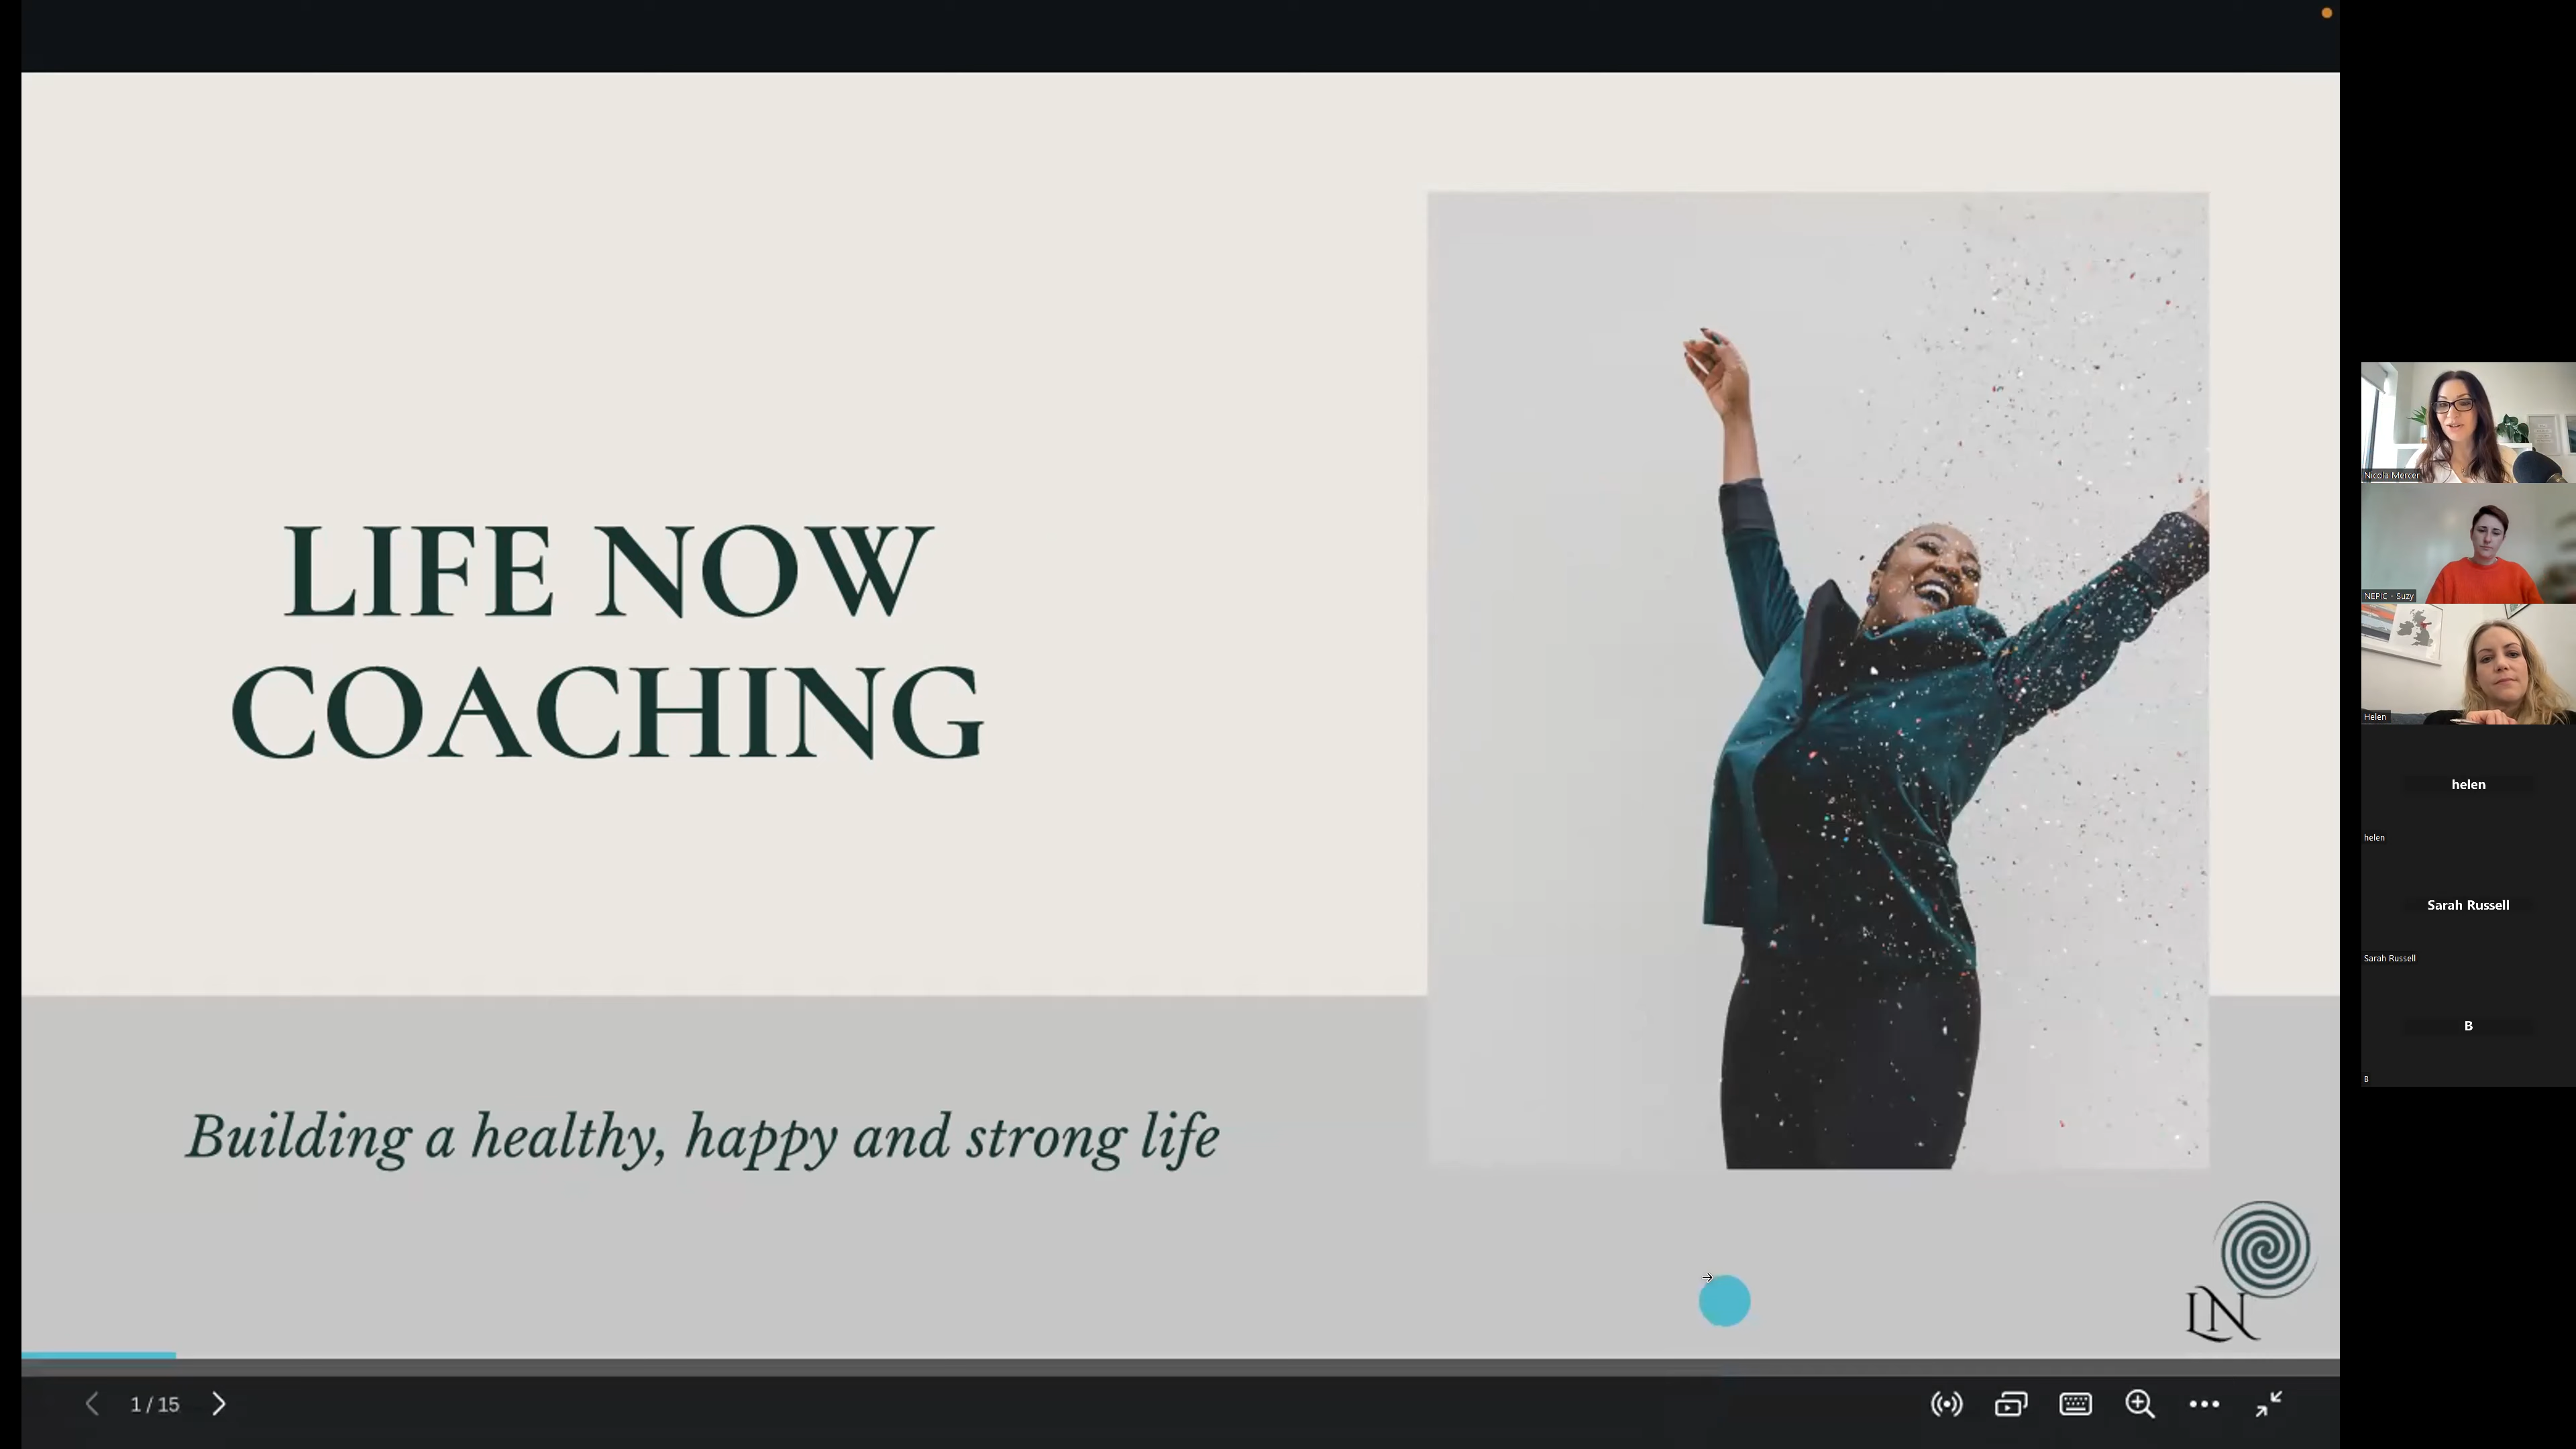 LIFE NOW
COACHING
Building a healthy, happy and strong life
LN
1 / 15
Nicola Mercer
NEPIC - Suzy
Helen
helen
helen
Sarah Russell
Sarah Russell
B
B